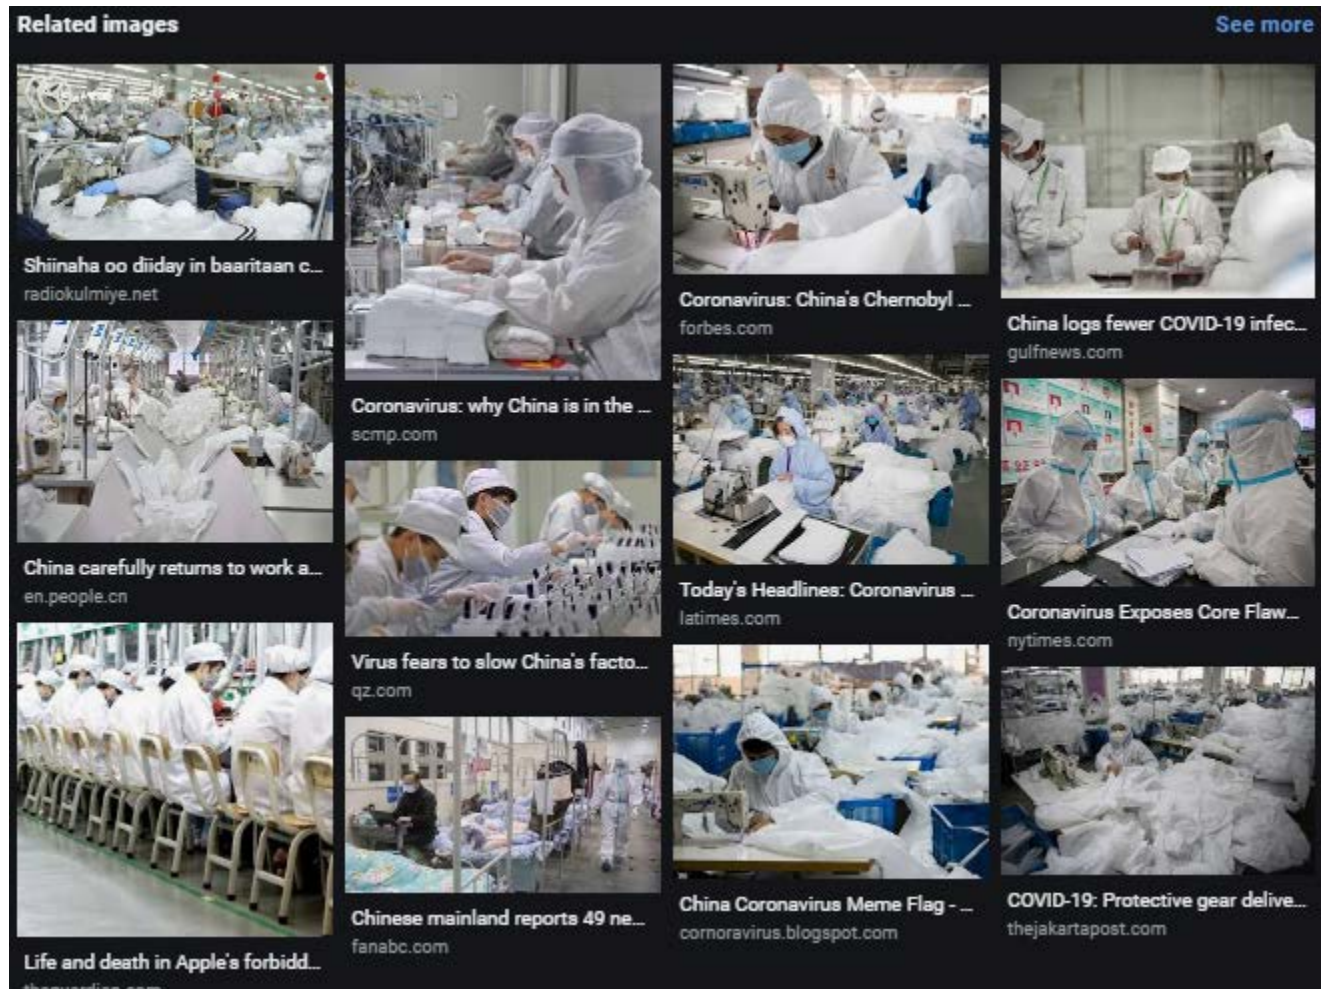 Related images
See more
Shiinaha oo diiday in baaritaan c...
radiokulmiye.net
China carefully returns to work a...
en.people.cn
Life and death in Apple's forbidd...
Coronavirus: why China is in the ...
scmp.com
Virus fears to slow China's facto...
qz.com
Chinese mainland reports 49 ne...
fanabc.com
Coronavirus: China's Chernobyl ...
forbes.com
Today's Headlines: Coronavirus ...
latimes.com
China Coronavirus Meme Flag - ...
cornoravirus.blogspot.com
China logs fewer COVID-19 infec...
gulfnews.com
Coronavirus Exposes Core Flaw...
nytimes.com
COVID-19: Protective gear delive...
thejakartapost.com